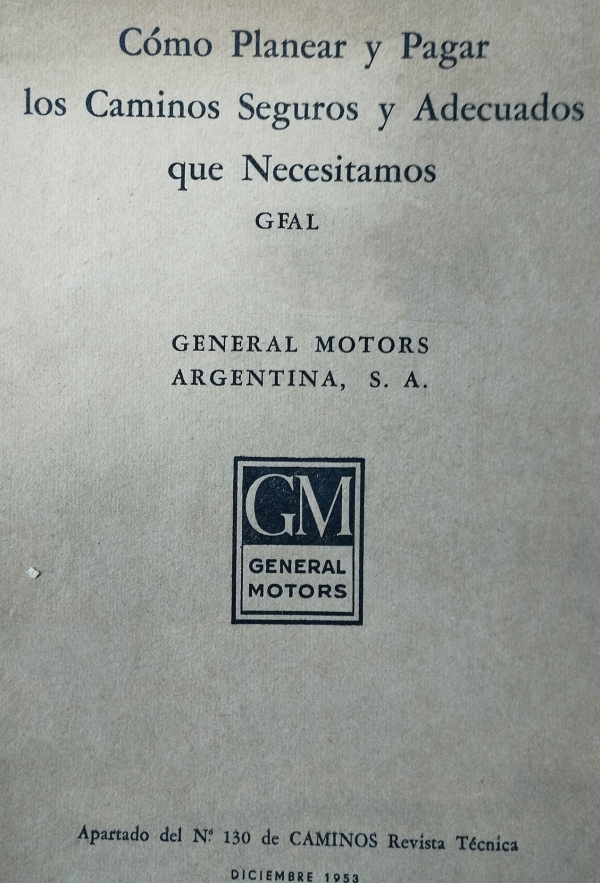 Cómo Planear y Pagar
los Caminos Seguros y Adecuados
que Necesitamos
GFAL
GENERAL MOTORS
ARGENTINA, S. A.
GM
GENERAL
MOTORS
Apartado del Nº 130 de CAMINOS Revista Técnica
DICIEMBRE 1953